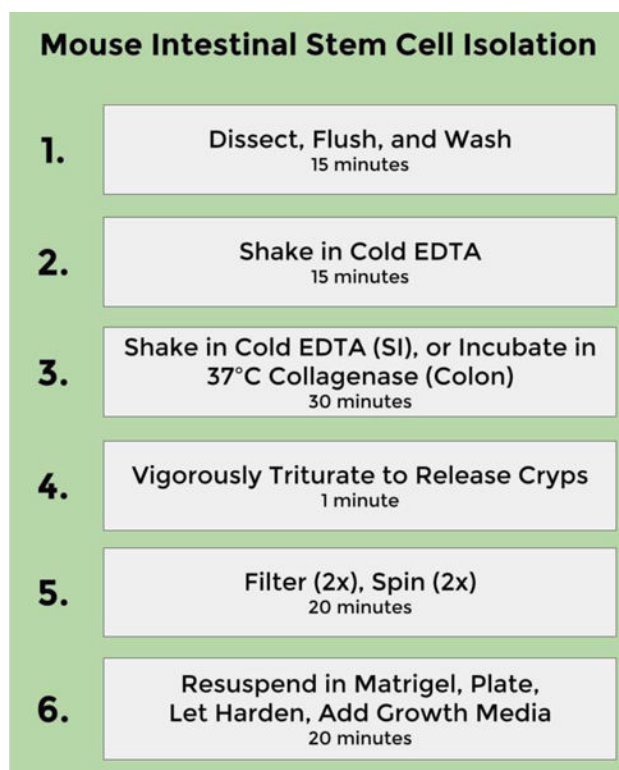 Mouse Intestinal Stem Cell Isolation
1.
Dissect, Flush, and Wash
15 minutes
2.
Shake in Cold EDTA
15 minutes
3.
Shake in Cold EDTA (SI), or Incubate in
37°C Collagenase (Colon)
30 minutes
4.
Vigorously Triturate to Release Cryps
1 minute
5.
Filter (2x), Spin (2x)
20 minutes
6.
Resuspend in Matrigel, Plate,
Let Harden, Add Growth Media
20 minutes